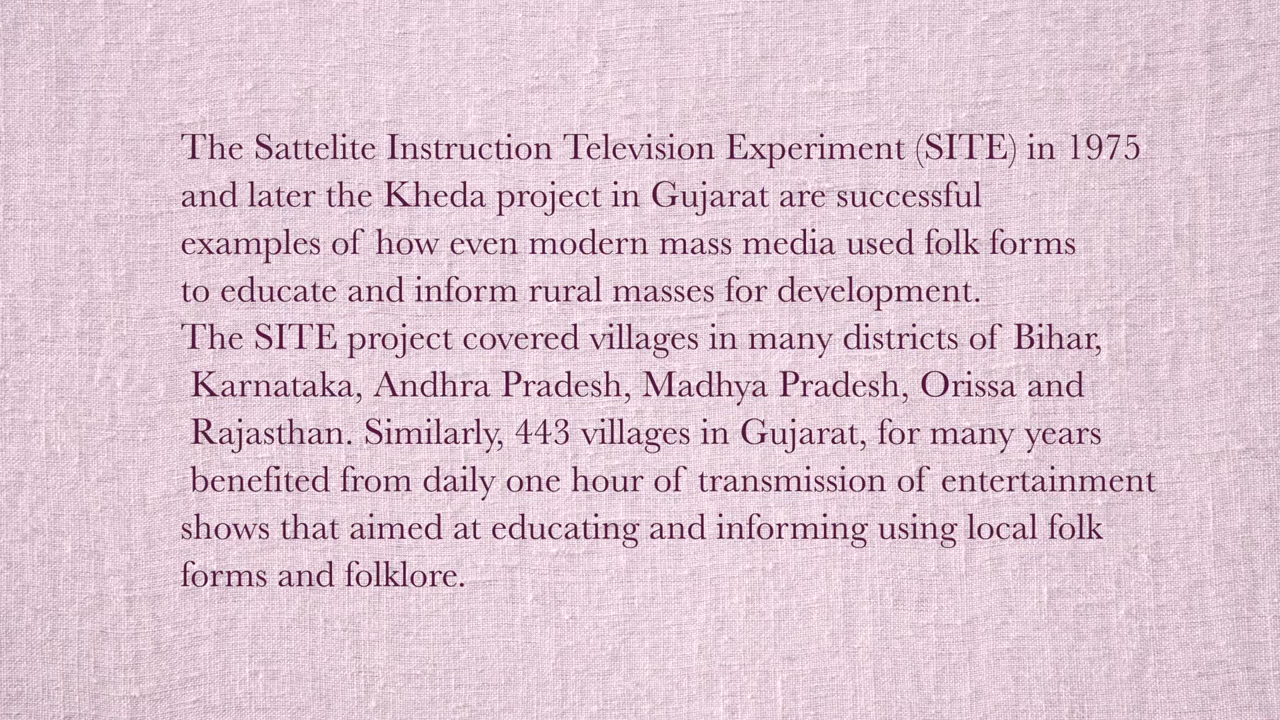 The Sattelite Instruction Television Experiment (SITE) in 1975
and later the Kheda project in Gujarat are successful
examples of how even modern mass media used folk forms
to educate and inform rural masses for development.
The SITE project covered villages in many districts of Bihar,
Karnataka, Andhra Pradesh, Madhya Pradesh, Orissa and
Rajasthan. Similarly, 443 villages in Gujarat, for many years
benefited from daily one hour of transmission of entertainment
shows that aimed at educating and informing using local folk
forms and folklore.